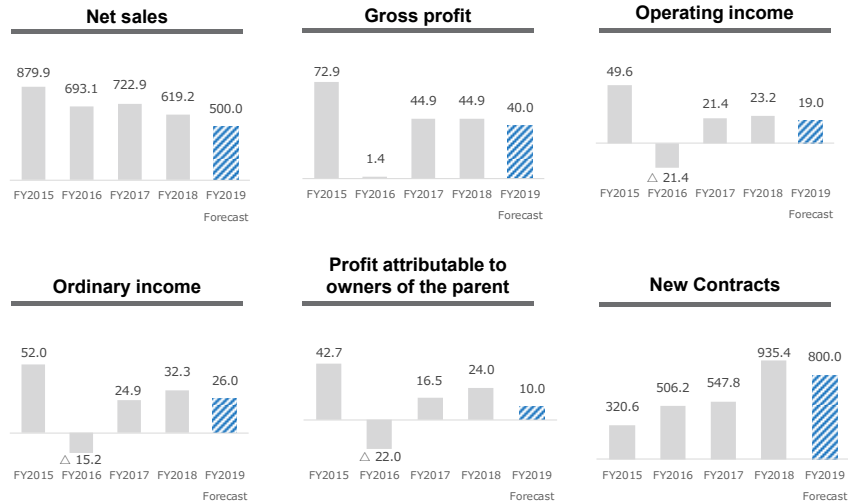 Net sales
879.9
693.1
722.9
619.2
500.0
FY2015 FY2016 FY2017 FY2018 FY2019
Forecast
Gross profit
72.9
1.4
44.9
44.9
40.0
FY2015 FY2016 FY2017 FY2018 FY2019
Forecast
Operating income
49.6
△ 21.4
21.4
23.2
19.0
FY2015 FY2016 FY2017 FY2018 FY2019
Forecast
Ordinary income
52.0
△ 15.2
24.9
32.3
26.0
FY2015 FY2016 FY2017 FY2018 FY2019
Forecast
Profit attributable to
owners of the parent
42.7
△ 22.0
16.5
24.0
10.0
FY2015 FY2016 FY2017 FY2018 FY2019
Forecast
New Contracts
320.6
506.2
547.8
935.4
800.0
FY2015 FY2016 FY2017 FY2018 FY2019
Forecast